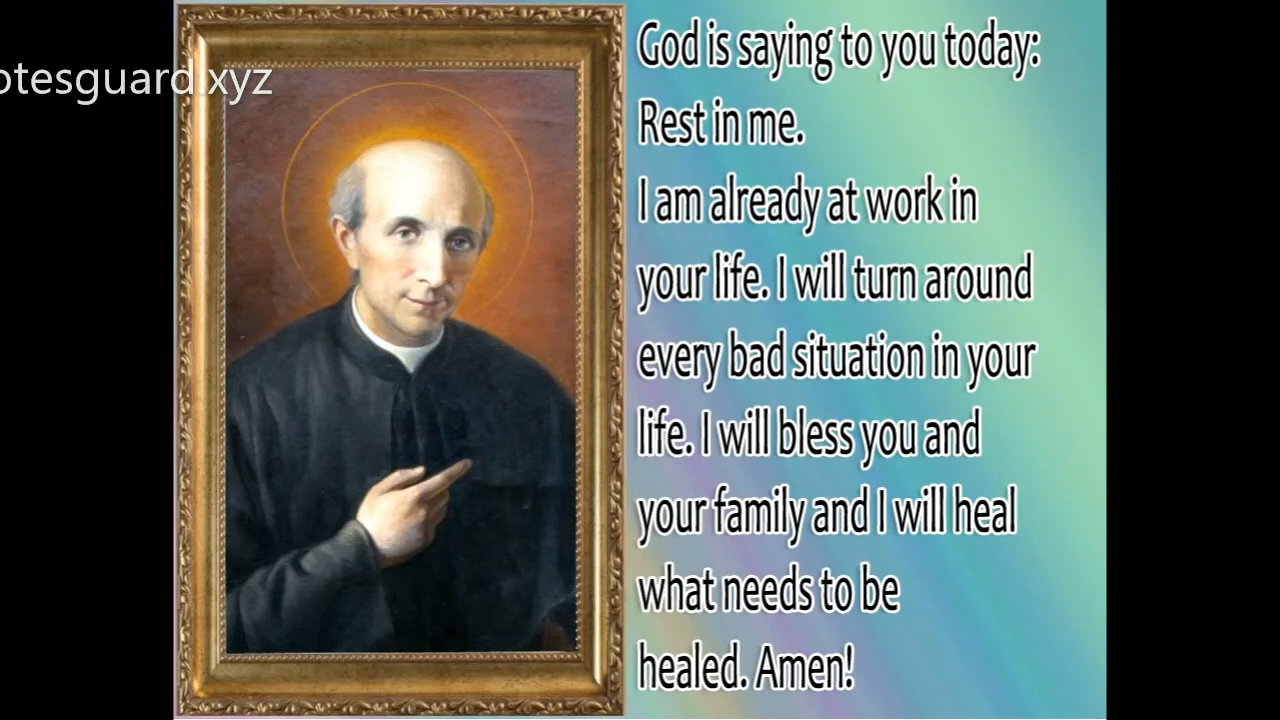 God is saying to you today:
otesguard.xyz
Rest in me.
I am already at work in
your life. I will turn around
every bad situation in your
life. I will bless you and
your family and I will heal
what needs to be
healed. Amen!